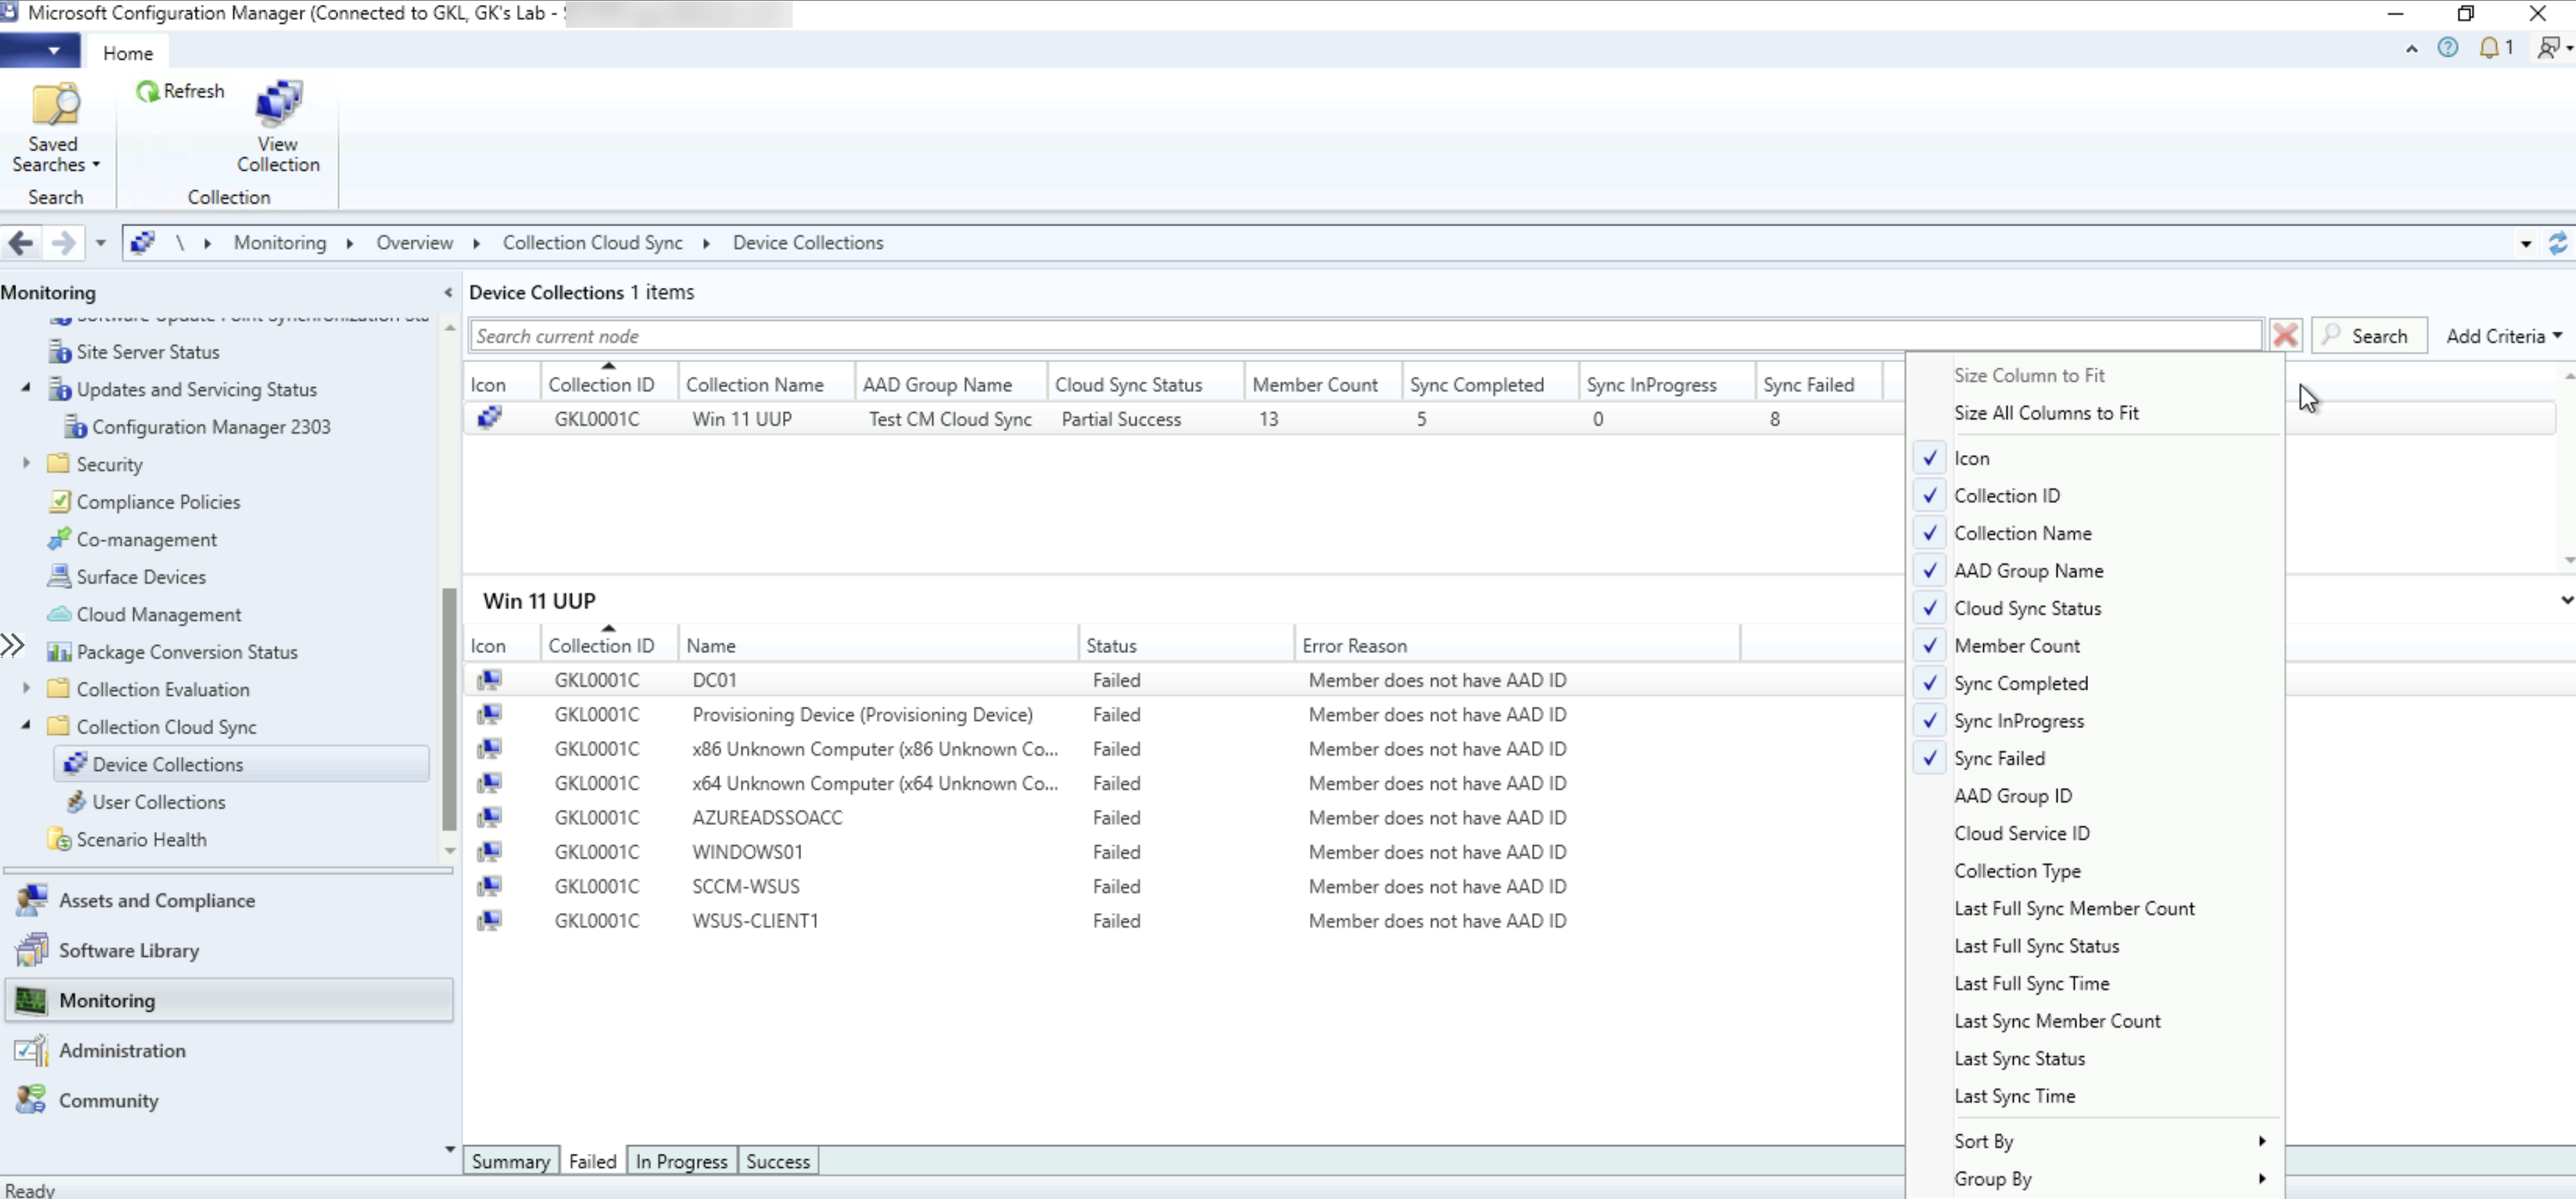 Microsoft Configuration Manager (Connected to GKL, GK's Lab -
Home
1
Saved Searches
Refresh
View Collection
Search
Collection
\ Monitoring Overview Collection Cloud Sync Device Collections
Monitoring
Software Update Point Synchronization Sta
Site Server Status
Updates and Servicing Status
Configuration Manager 2303
Security
Compliance Policies
Co-management
Surface Devices
Cloud Management
Package Conversion Status
Collection Evaluation
Collection Cloud Sync
Device Collections
User Collections
Scenario Health
Assets and Compliance
Software Library
Monitoring
Administration
Community
Ready
Device Collections 1 items
Search current node
Search Add Criteria
Icon Collection ID Collection Name AAD Group Name Cloud Sync Status Member Count Sync Completed Sync InProgress Sync Failed
GKL0001C Win 11 UUP Test CM Cloud Sync Partial Success 13 5 0 8
Win 11 UUP
Icon Collection ID Name Status Error Reason
GKL0001C DC01 Failed Member does not have AAD ID
GKL0001C Provisioning Device (Provisioning Device) Failed Member does not have AAD ID
GKL0001C x86 Unknown Computer (x86 Unknown Co... Failed Member does not have AAD ID
GKL0001C x64 Unknown Computer (x64 Unknown Co... Failed Member does not have AAD ID
GKL0001C AZUREADSSOACC Failed Member does not have AAD ID
GKL0001C WINDOWS01 Failed Member does not have AAD ID
GKL0001C SCCM-WSUS Failed Member does not have AAD ID
GKL0001C WSUS-CLIENT1 Failed Member does not have AAD ID
Summary Failed In Progress Success
Size Column to Fit
Size All Columns to Fit
Icon
Collection ID
Collection Name
AAD Group Name
Cloud Sync Status
Member Count
Sync Completed
Sync InProgress
Sync Failed
AAD Group ID
Cloud Service ID
Collection Type
Last Full Sync Member Count
Last Full Sync Status
Last Full Sync Time
Last Sync Member Count
Last Sync Status
Last Sync Time
Sort By
Group By